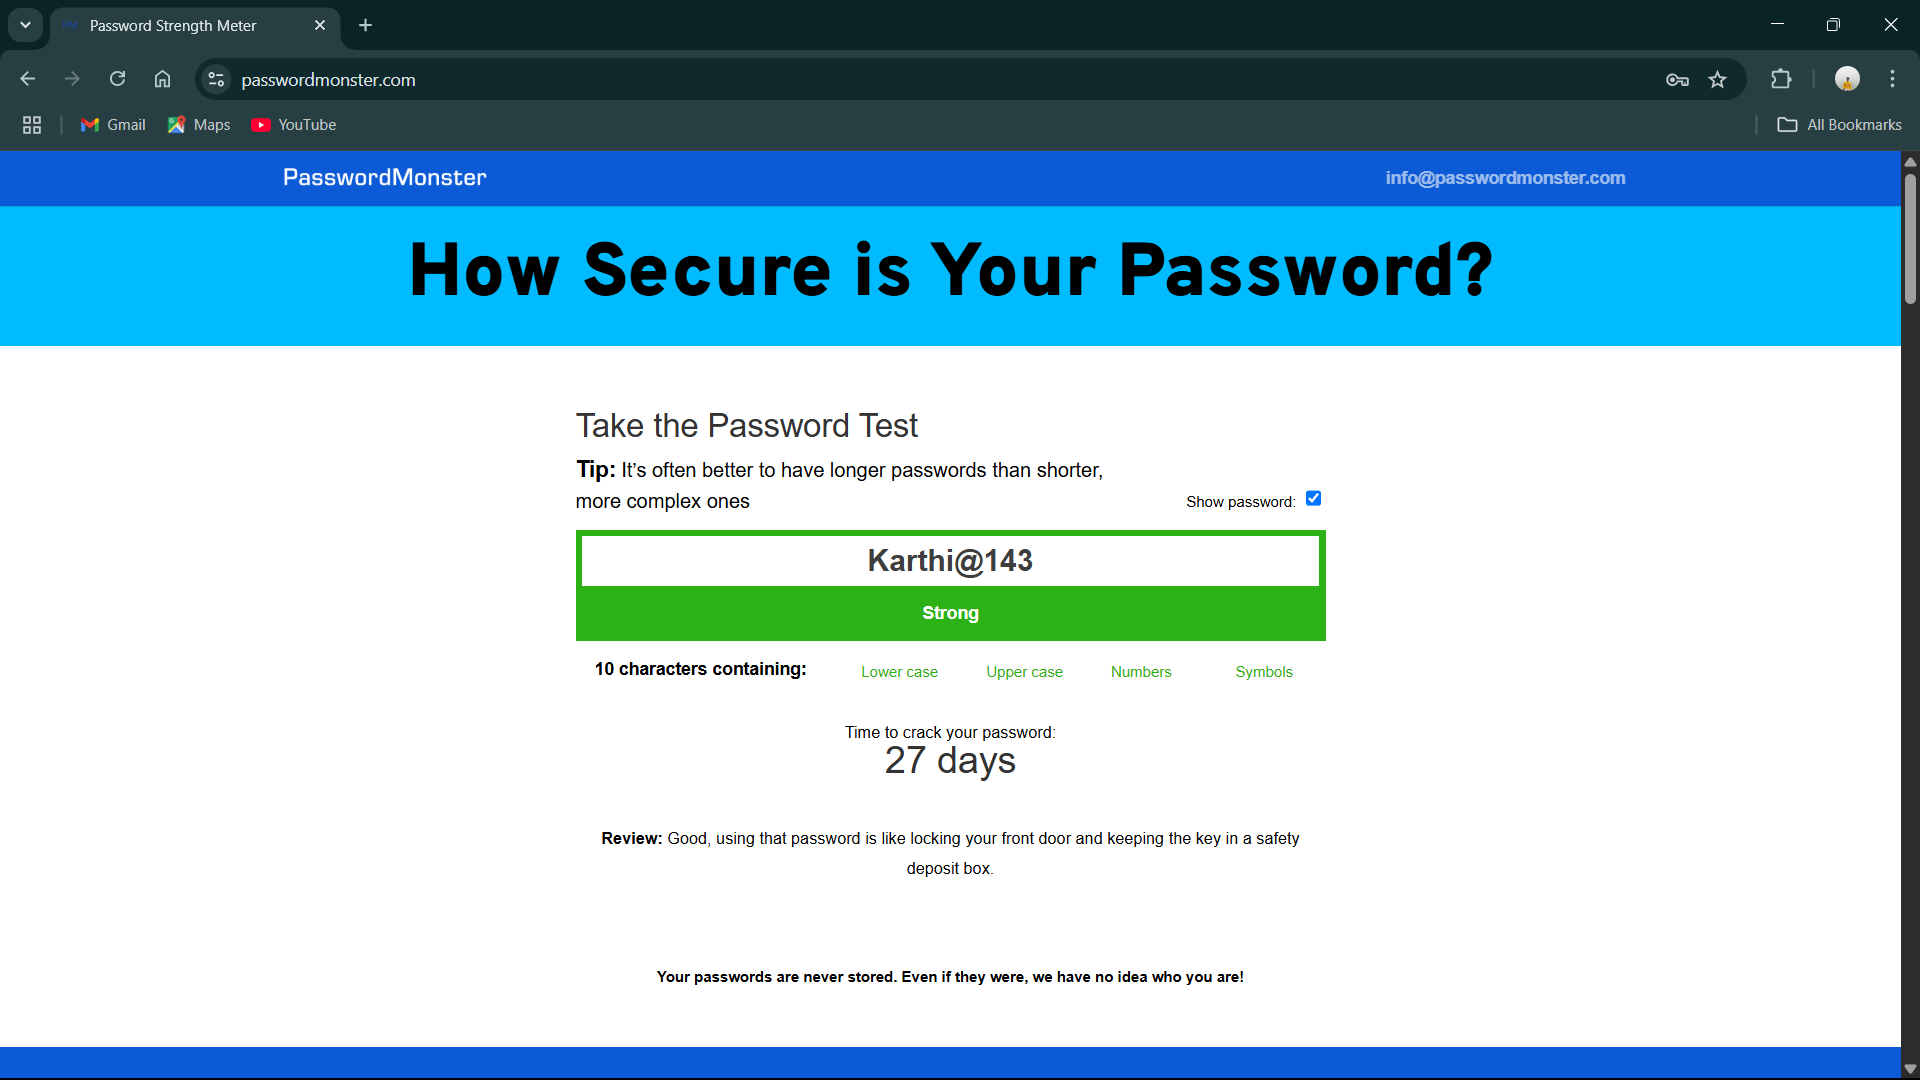 Password Strength Meter
passwordmonster.com
Gmail
Maps
YouTube
All Bookmarks
PasswordMonster
info@passwordmonster.com
How Secure is Your Password?
Take the Password Test
Tip: It's often better to have longer passwords than shorter,
more complex ones
Show password:
Karthi@143
Strong
10 characters containing:
Lower case
Upper case
Numbers
Symbols
Time to crack your password:
27 days
Review: Good, using that password is like locking your front door and keeping the key in a safety
deposit box.
Your passwords are never stored. Even if they were, we have no idea who you are!